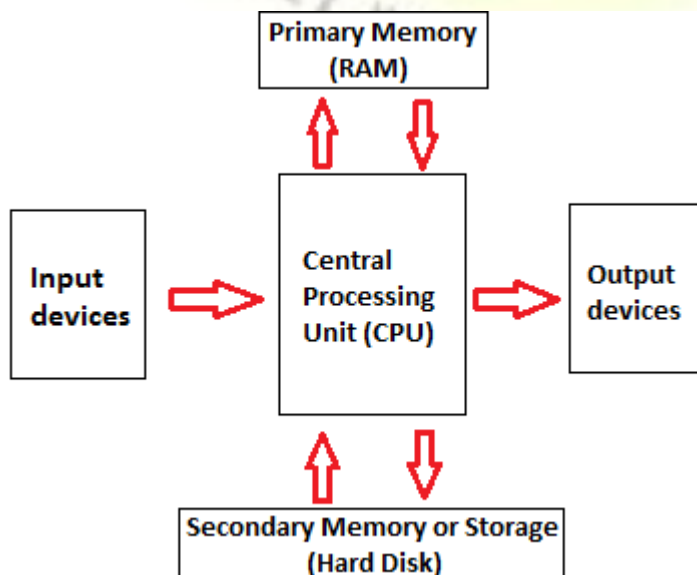 Primary Memory
(RAM)
Input
devices
Central
Processing
Unit (CPU)
Output
devices
Secondary Memory or Storage
(Hard Disk)